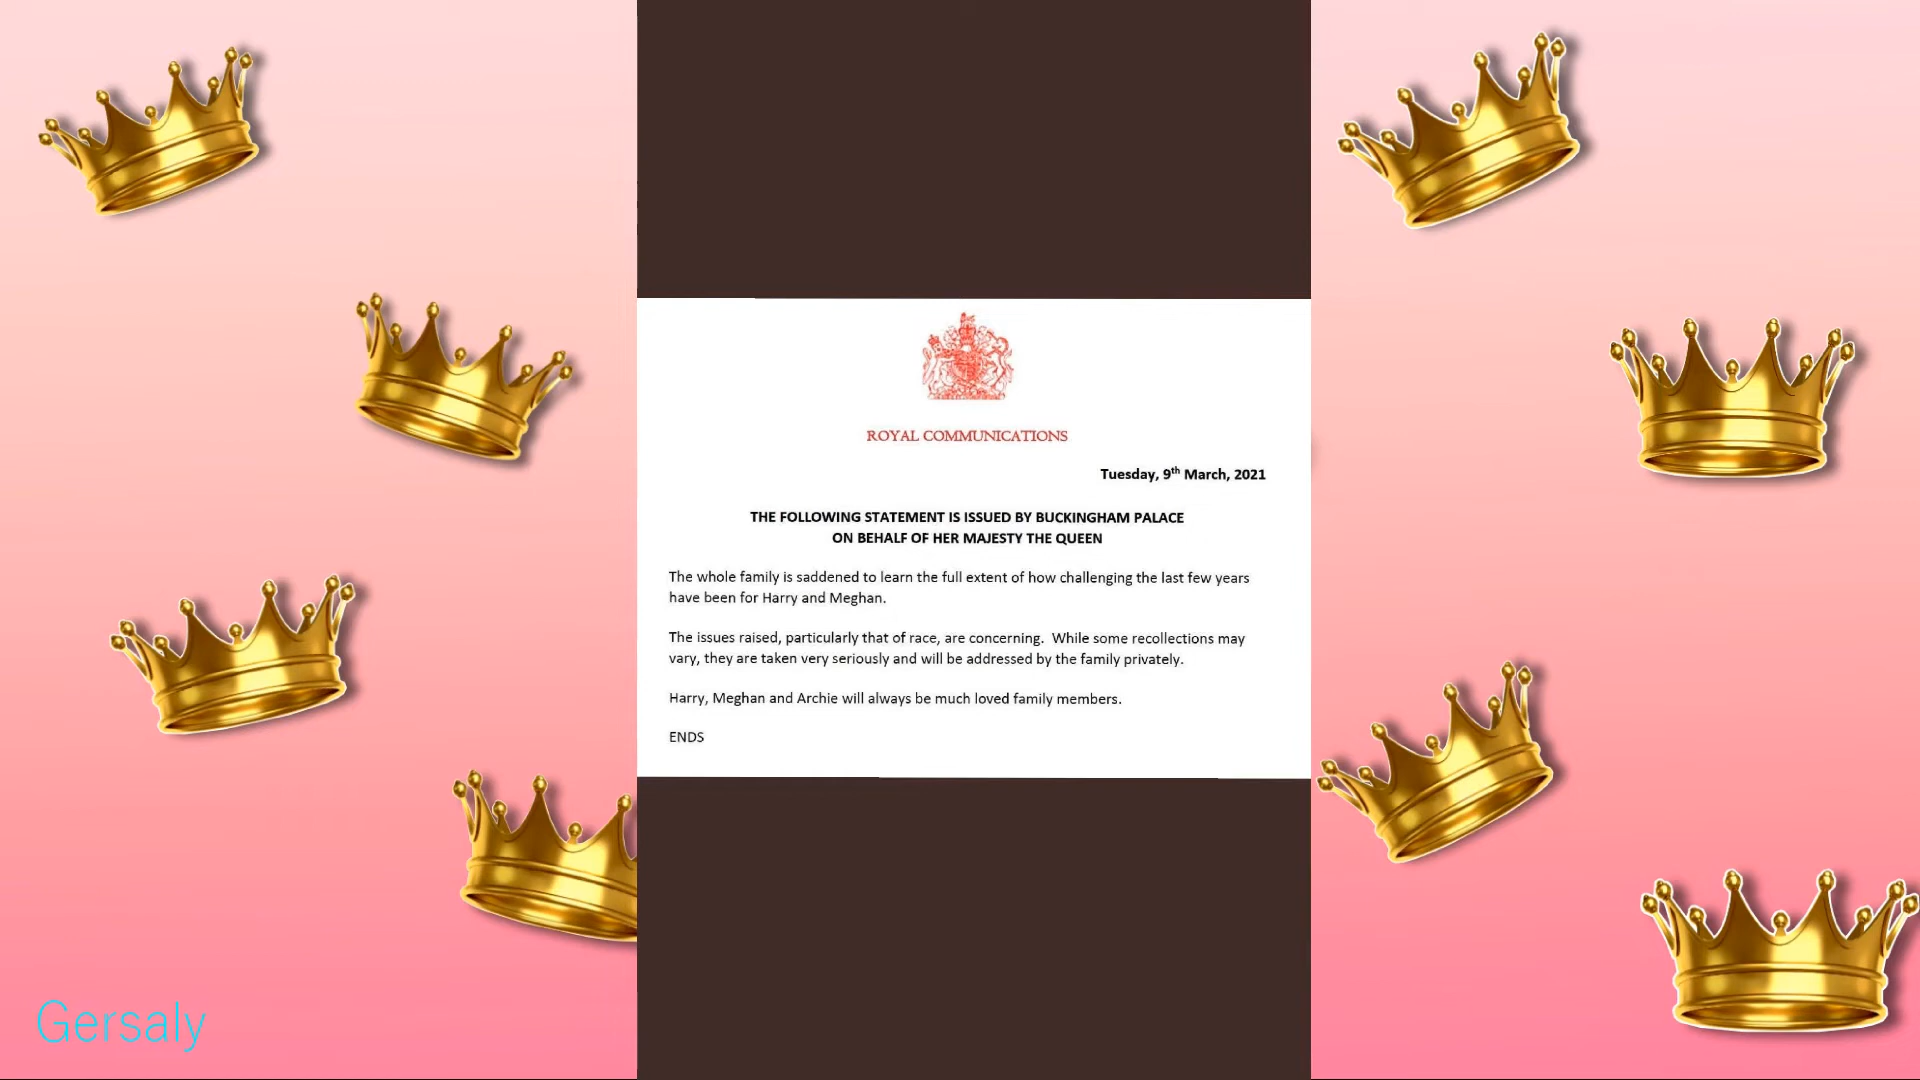 ROYAL COMMUNICATIONS
Tuesday, 9th March, 2021
THE FOLLOWING STATEMENT IS ISSUED BY BUCKINGHAM PALACE
ON BEHALF OF HER MAJESTY THE QUEEN
The whole family is saddened to learn the full extent of how challenging the last few years
have been for Harry and Meghan.
The issues raised, particularly that of race, are concerning. While some recollections may
vary, they are taken very seriously and will be addressed by the family privately.
Harry, Meghan and Archie will always be much loved family members.
ENDS
Gersaly